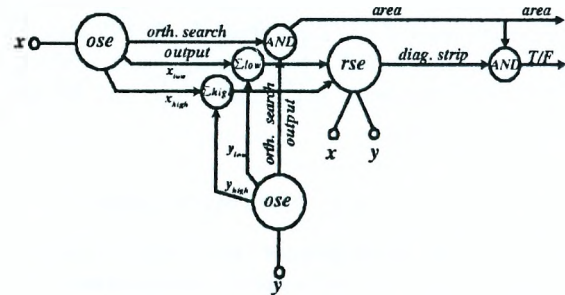 area area
orth. search AND
x ose output Σlow rse diag. strip AND T/F
x_low
x_high Σhig
orth. search
output
x y
y_low
y_high
ose
y